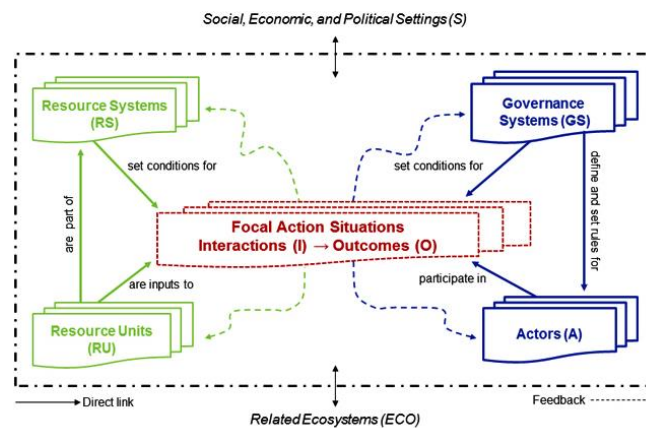 Social, Economic, and Political Settings (S)
Resource Systems
(RS)
Governance
Systems (GS)
set conditions for
set conditions for
define and set rules for
are part of
Focal Action Situations
Interactions (I) → Outcomes (O)
are inputs to
participate in
Resource Units
(RU)
Actors (A)
Direct link
Feedback
Related Ecosystems (ECO)